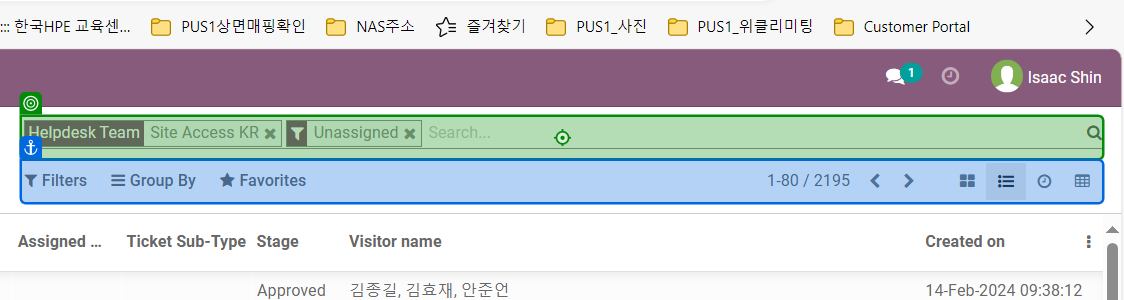 ::: 한국HPE 교육센... PUS1상면매핑확인 NAS주소 즐겨찾기 PUS1_사진 PUS1_위클리미팅 Customer Portal
1 Isaac Shin
Helpdesk Team Site Access KR × Unassigned × Search...
Filters Group By Favorites 1-80 / 2195
Assigned ... Ticket Sub-Type Stage Visitor name Created on
Approved 김종길, 김효재, 안준언 14-Feb-2024 09:38:12